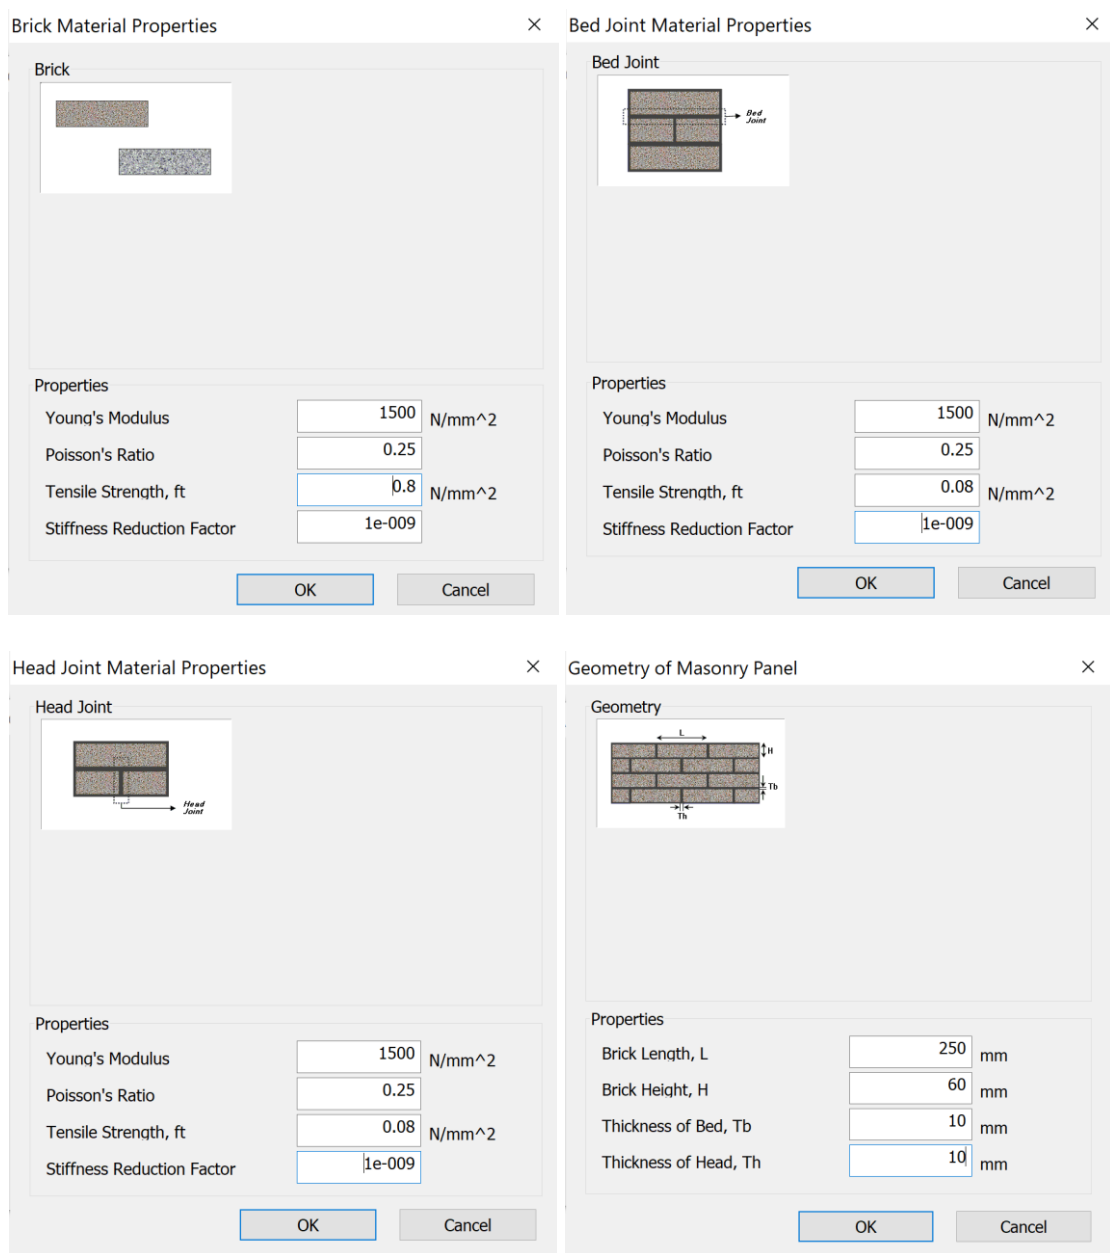 Brick Material Properties
Brick
Properties
Young's Modulus 1500 N/mm^2
Poisson's Ratio 0.25
Tensile Strength, ft 0.8 N/mm^2
Stiffness Reduction Factor 1e-009
OK Cancel
Bed Joint Material Properties
Bed Joint
Bed
Joint
Properties
Young's Modulus 1500 N/mm^2
Poisson's Ratio 0.25
Tensile Strength, ft 0.08 N/mm^2
Stiffness Reduction Factor 1e-009
OK Cancel
Head Joint Material Properties
Head Joint
Head
Joint
Properties
Young's Modulus 1500 N/mm^2
Poisson's Ratio 0.25
Tensile Strength, ft 0.08 N/mm^2
Stiffness Reduction Factor 1e-009
OK Cancel
Geometry of Masonry Panel
Geometry
L
H
Tb
Th
Properties
Brick Length, L 250 mm
Brick Height, H 60 mm
Thickness of Bed, Tb 10 mm
Thickness of Head, Th 10 mm
OK Cancel